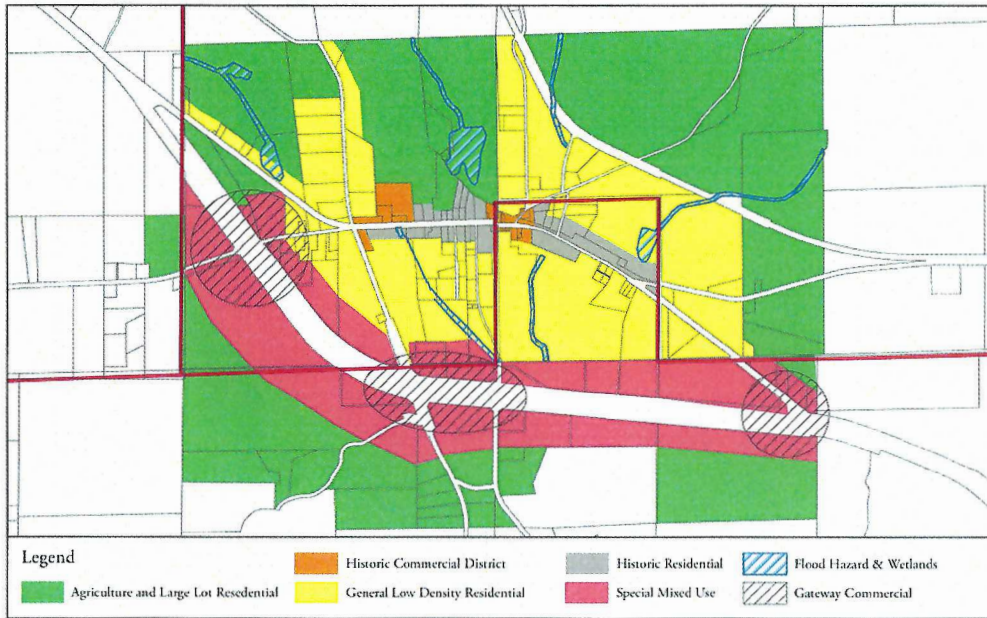 Legend
Historic Commercial District
Historic Residential
Flood Hazard & Wetlands
Agriculture and Large Lot Resedential
General Low Density Residential
Special Mixed Use
Gateway Commercial